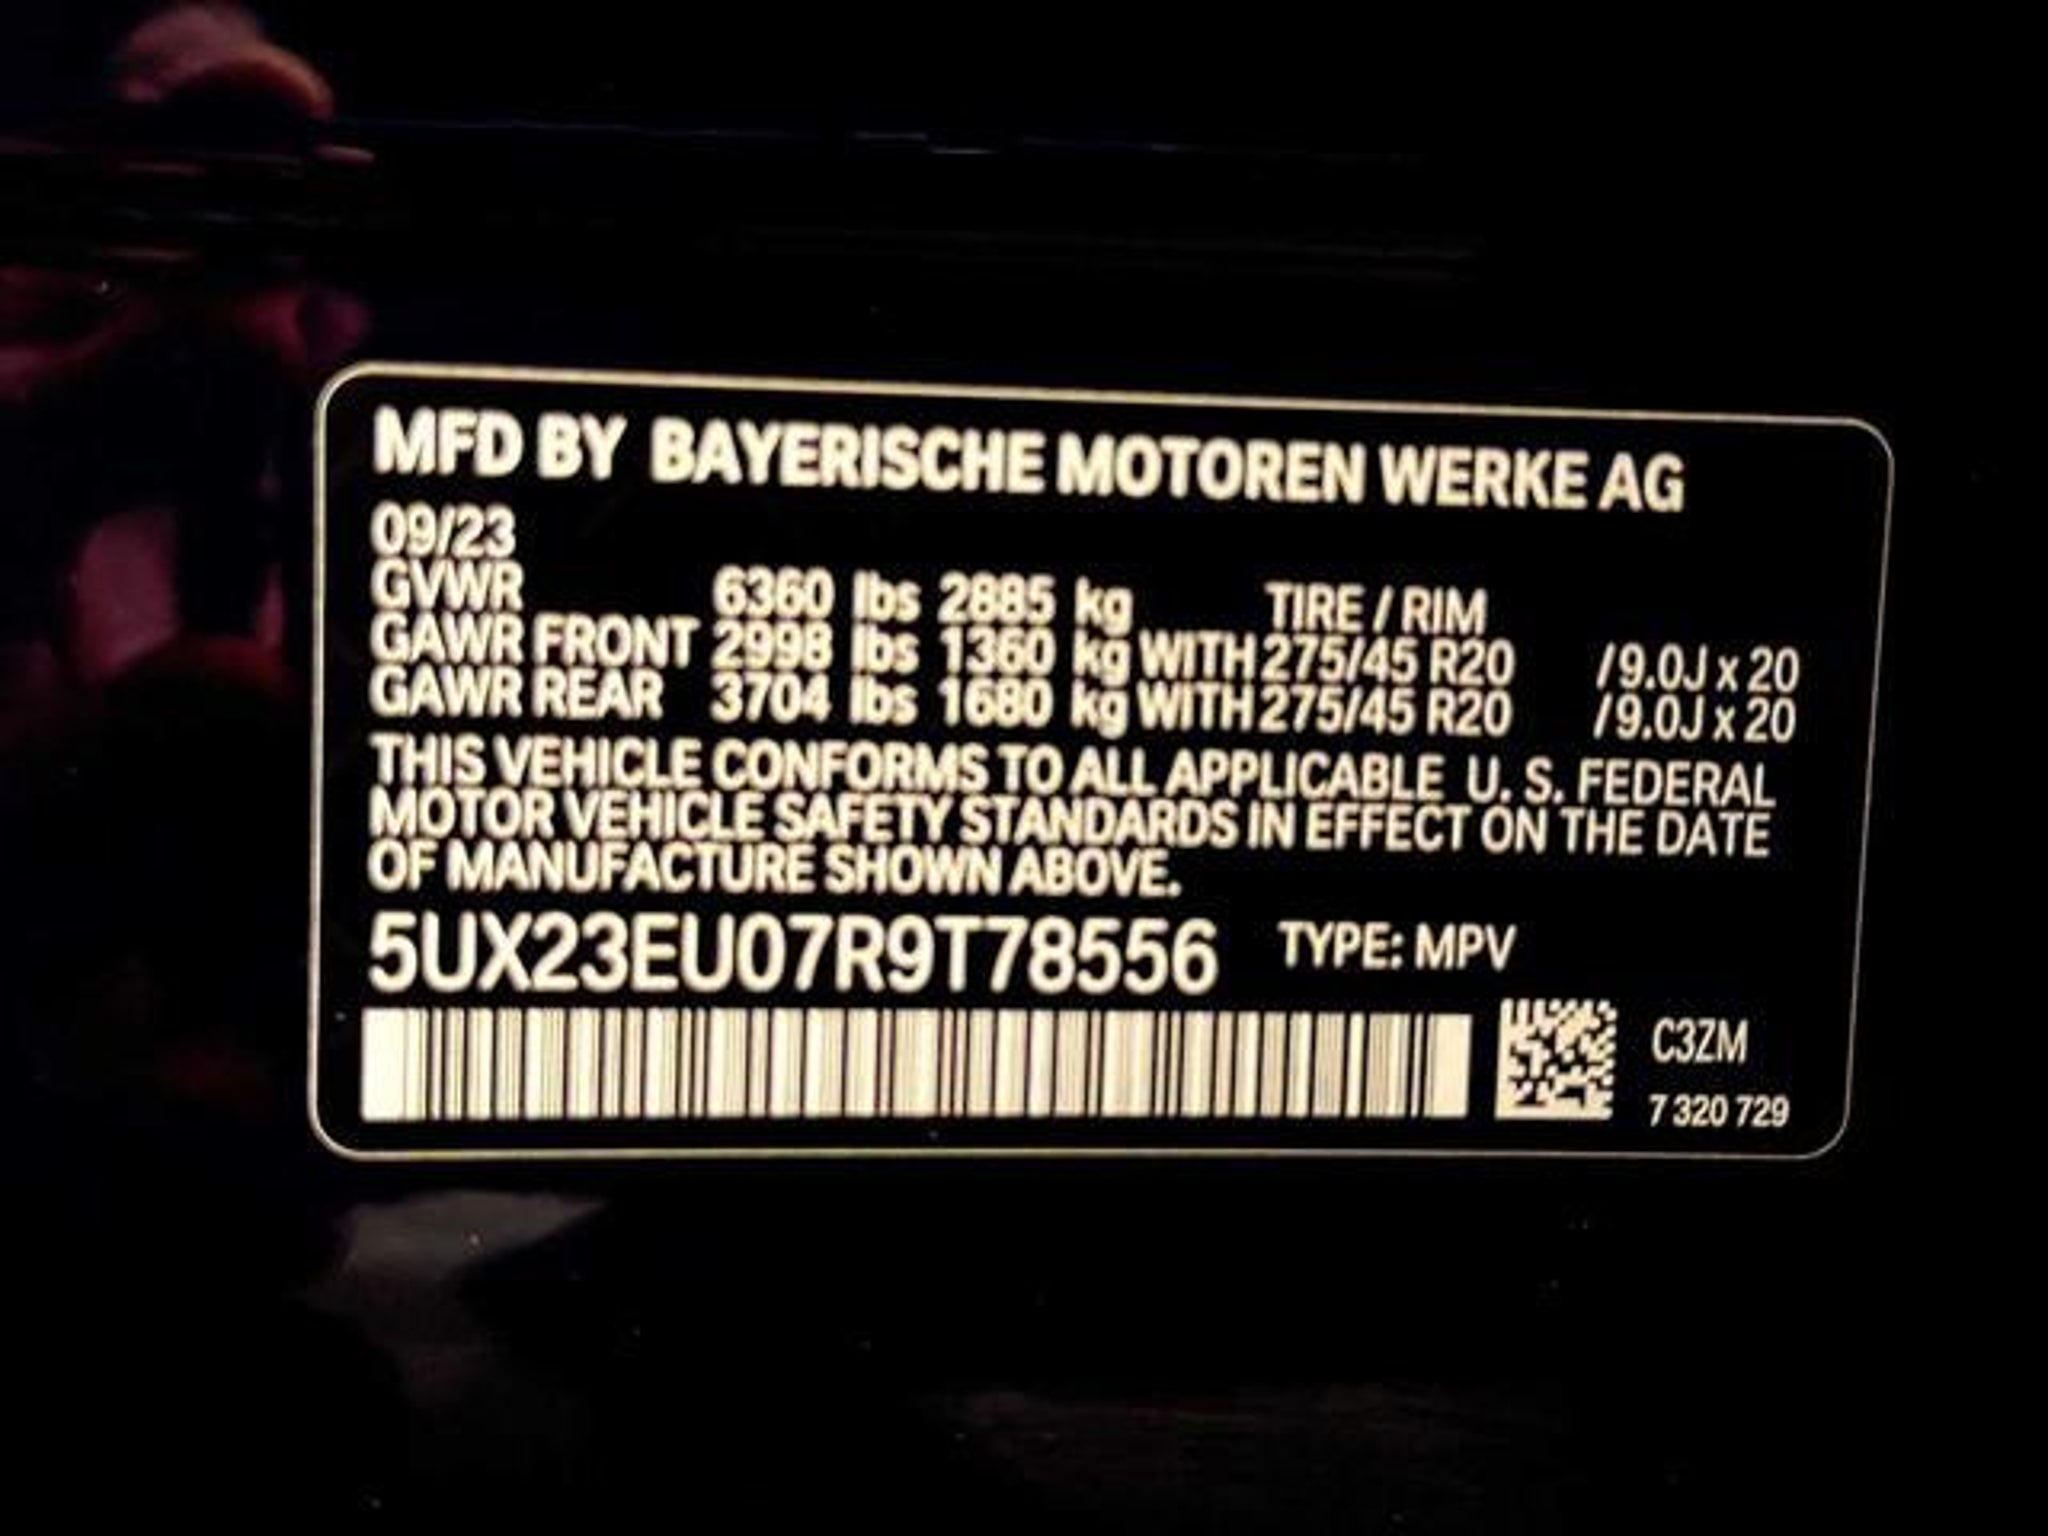 MFD BY BAYERISCHE MOTOREN WERKE AG
09/23
GVWR 6360 lbs 2885 kg TIRE / RIM
GAWR FRONT 2998 lbs 1360 kg WITH 275/45 R20 / 9.0J x 20
GAWR REAR 3704 lbs 1680 kg WITH 275/45 R20 / 9.0J x 20
THIS VEHICLE CONFORMS TO ALL APPLICABLE U. S. FEDERAL
MOTOR VEHICLE SAFETY STANDARDS IN EFFECT ON THE DATE
OF MANUFACTURE SHOWN ABOVE.
5UX23EU07R9T78556 TYPE: MPV
C3ZM
7 320 729